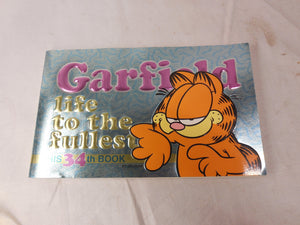 Garfield
life
to the
fullest
HIS 34th BOOK